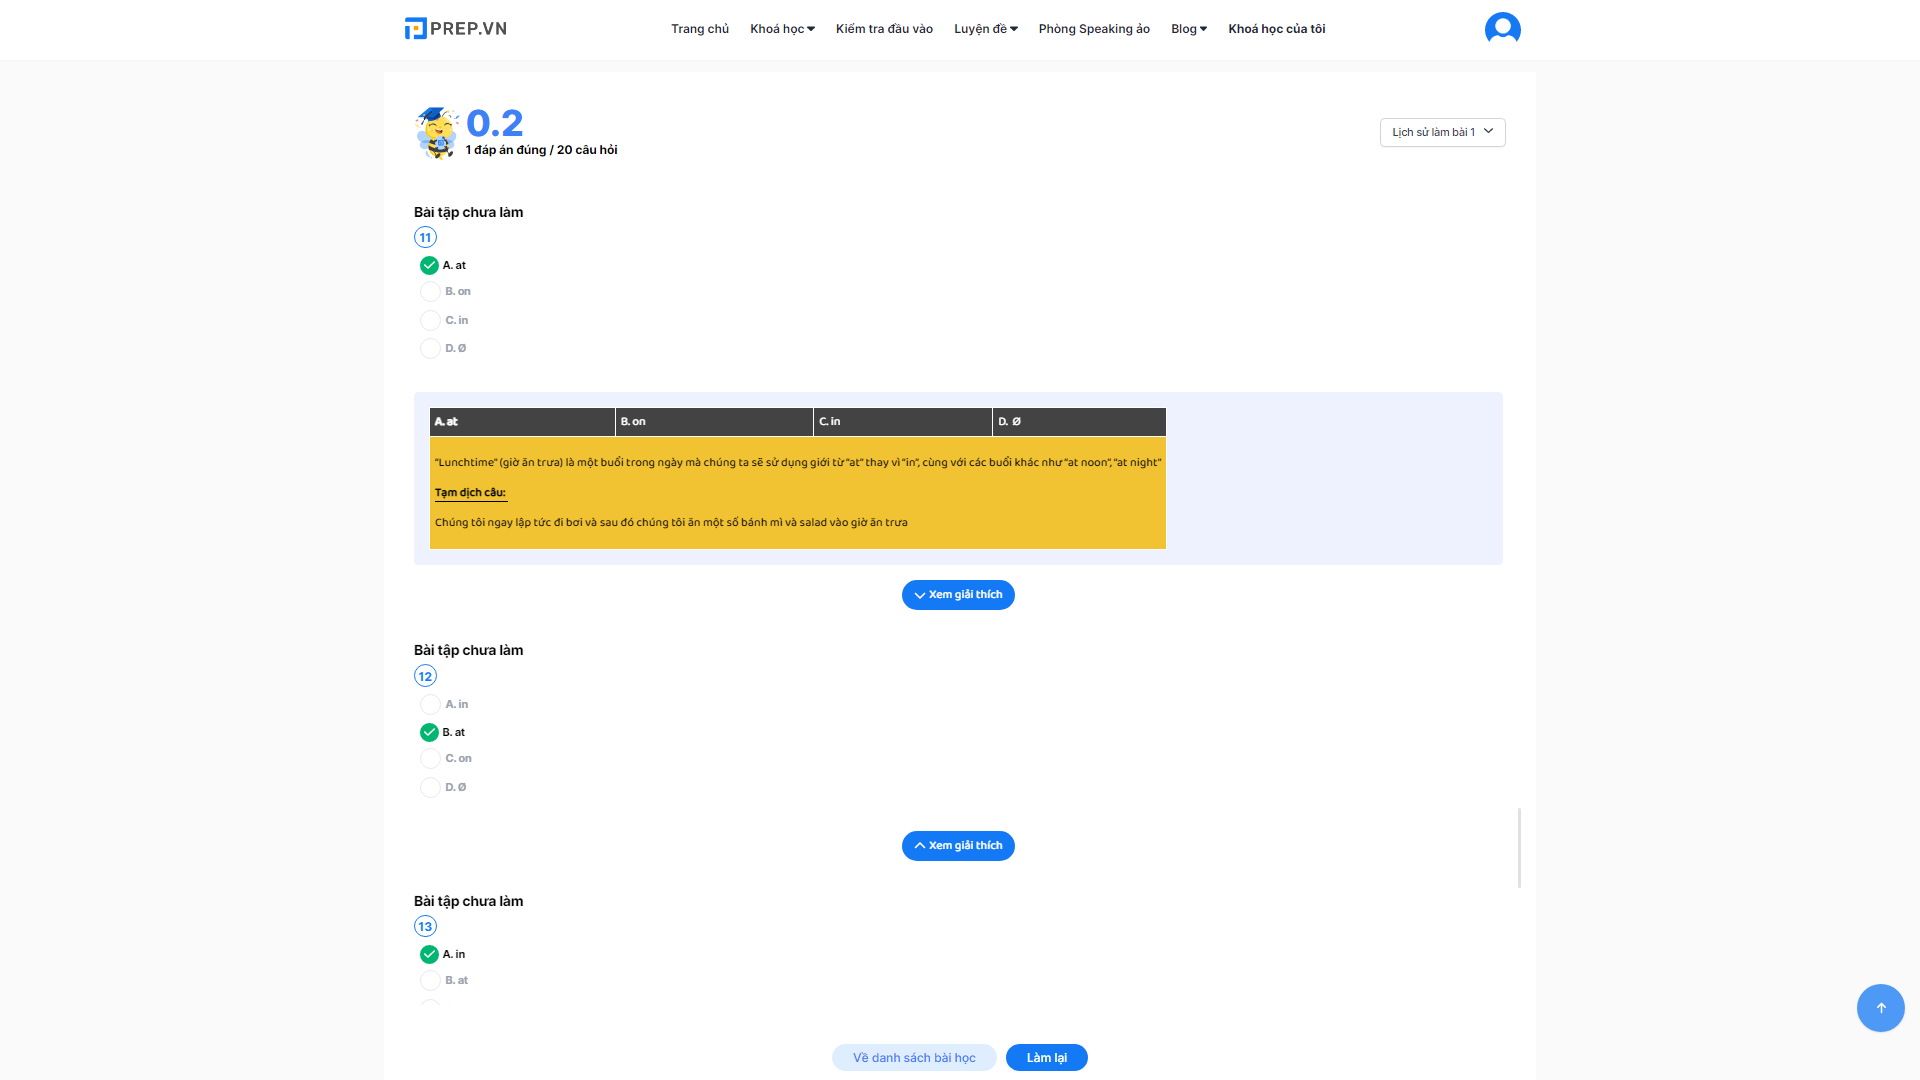 PREP.VN
Trang chủ
Khoá học
Kiểm tra đầu vào
Luyện đề
Phòng Speaking ảo
Blog
Khoá học của tôi
0.2
1 đáp án đúng / 20 câu hỏi
Lịch sử làm bài 1
Bài tập chưa làm
11
A. at
B. on
C. in
D. Ø
A. at B. on C. in D. Ø
“Lunchtime” (giờ ăn trưa) là một buổi trong ngày mà chúng ta sẽ sử dụng giới từ “at” thay vì “in”, cùng với các buổi khác như “at noon”, “at night”
Tạm dịch câu:
Chúng tôi ngay lập tức đi bơi và sau đó chúng tôi ăn một số bánh mì và salad vào giờ ăn trưa
Xem giải thích
Bài tập chưa làm
12
A. in
B. at
C. on
D. Ø
Xem giải thích
Bài tập chưa làm
13
A. in
B. at
Về danh sách bài học
Làm lại